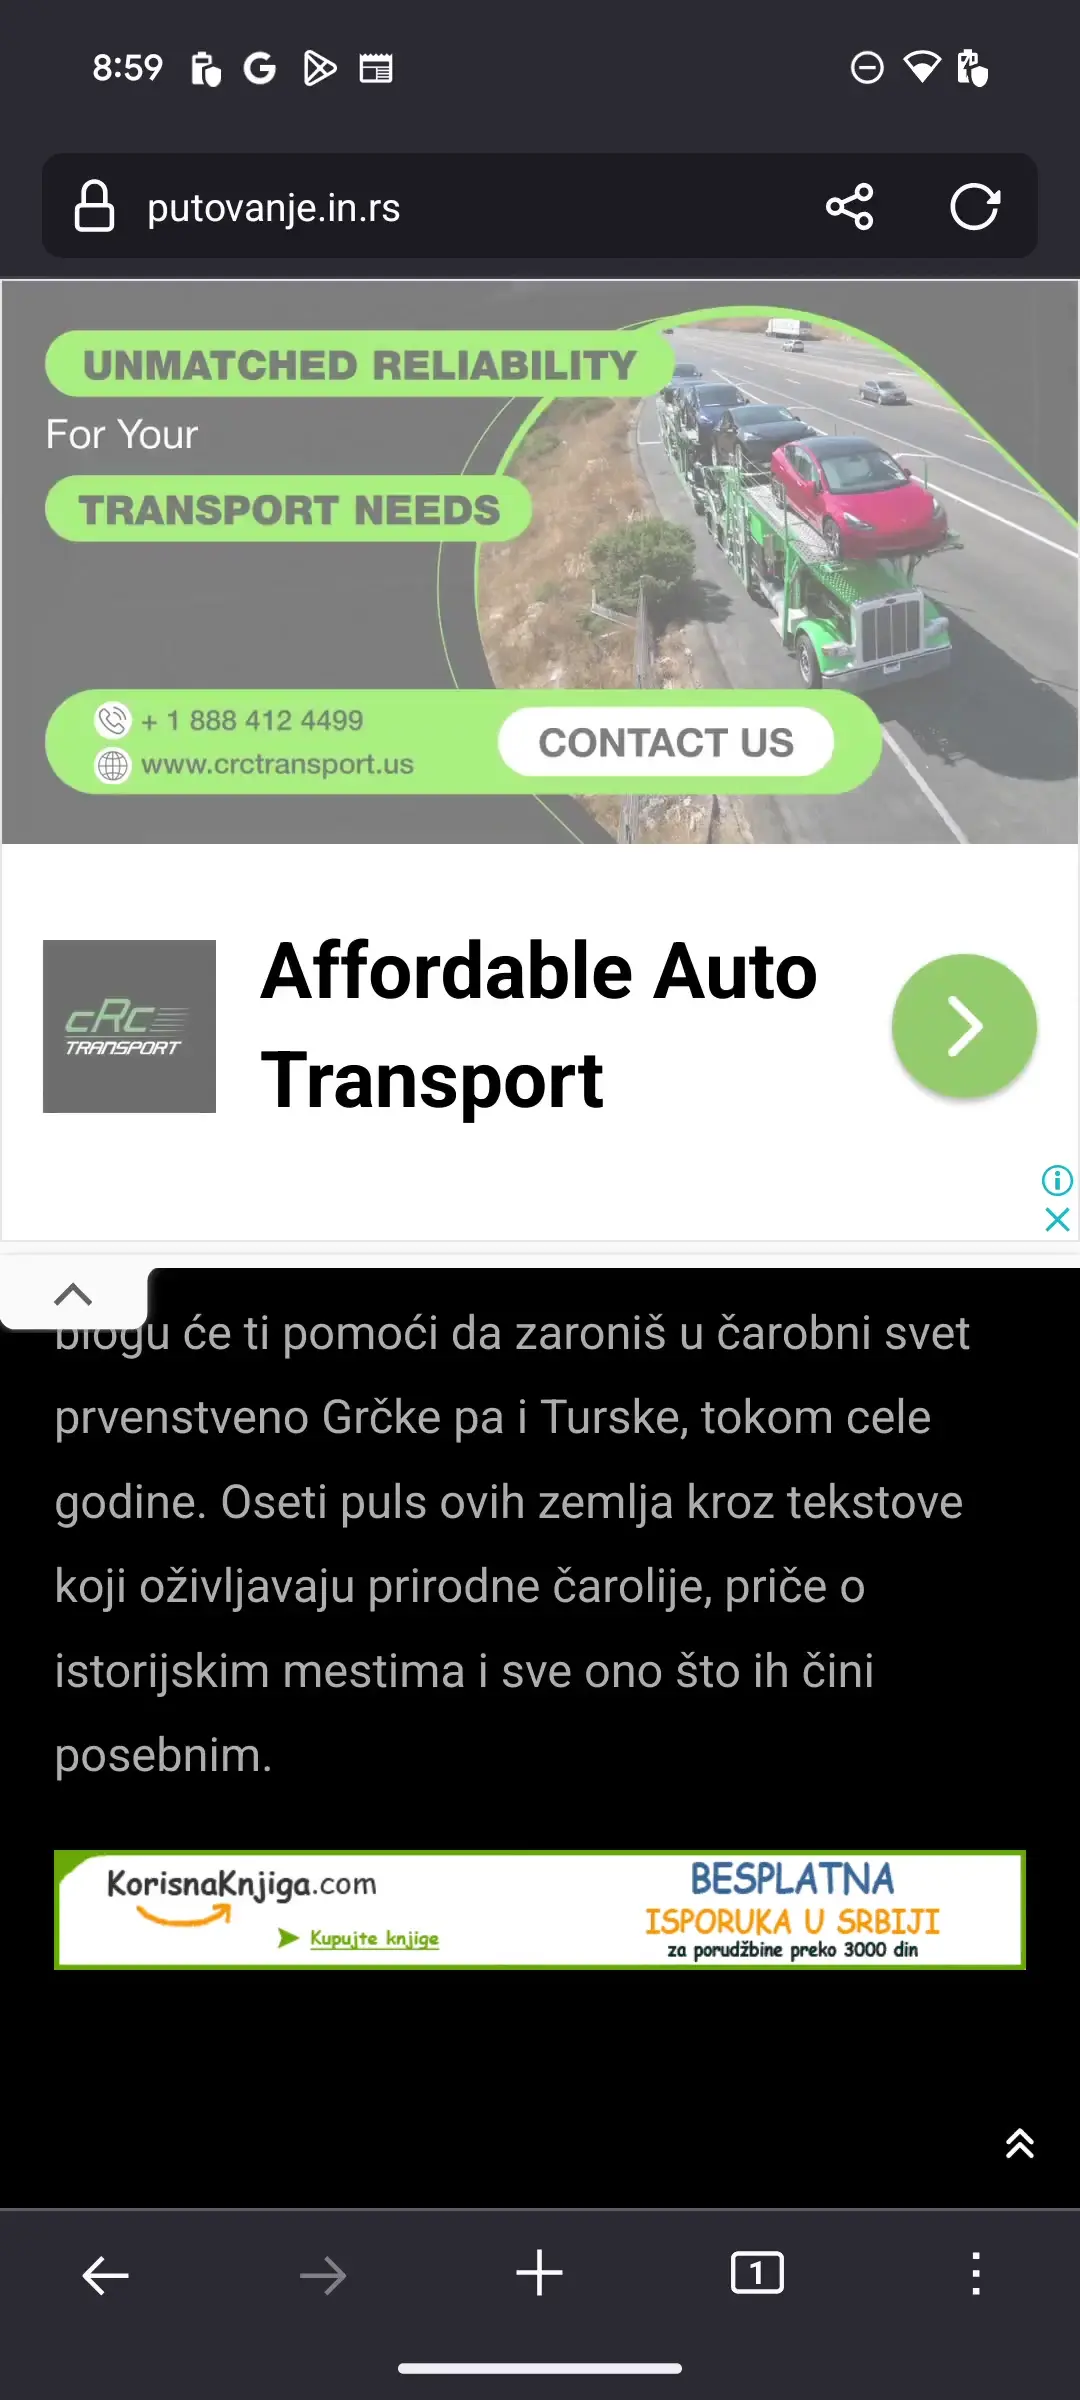 8:59
putovanje.in.rs
UNMATCHED RELIABILITY
For Your
TRANSPORT NEEDS
+ 1 888 412 4499
www.crctransport.us
CONTACT US
cRc
TRANSPORT
Affordable Auto
Transport
blogu će ti pomoći da zaroniš u čarobni svet
prvenstveno Grčke pa i Turske, tokom cele
godine. Oseti puls ovih zemlja kroz tekstove
koji oživljavaju prirodne čarolije, priče o
istorijskim mestima i sve ono što ih čini
posebnim.
KorisnaKnjiga.com
Kupujte knjige
BESPLATNA
ISPORUKA U SRBIJI
za porudžbine preko 3000 din
1